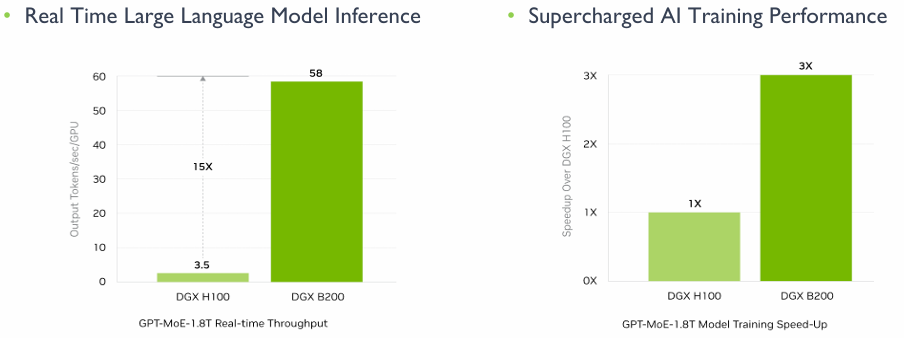 • Real Time Large Language Model Inference
60
50
40
30
20
10
0
Output Tokens/sec/GPU
15X
3.5
58
DGX H100
DGX B200
GPT-MoE-1.8T Real-time Throughput
• Supercharged AI Training Performance
3X
2X
1X
0X
Speedup Over DGX H100
1X
3X
DGX H100
DGX B200
GPT-MoE-1.8T Model Training Speed-Up